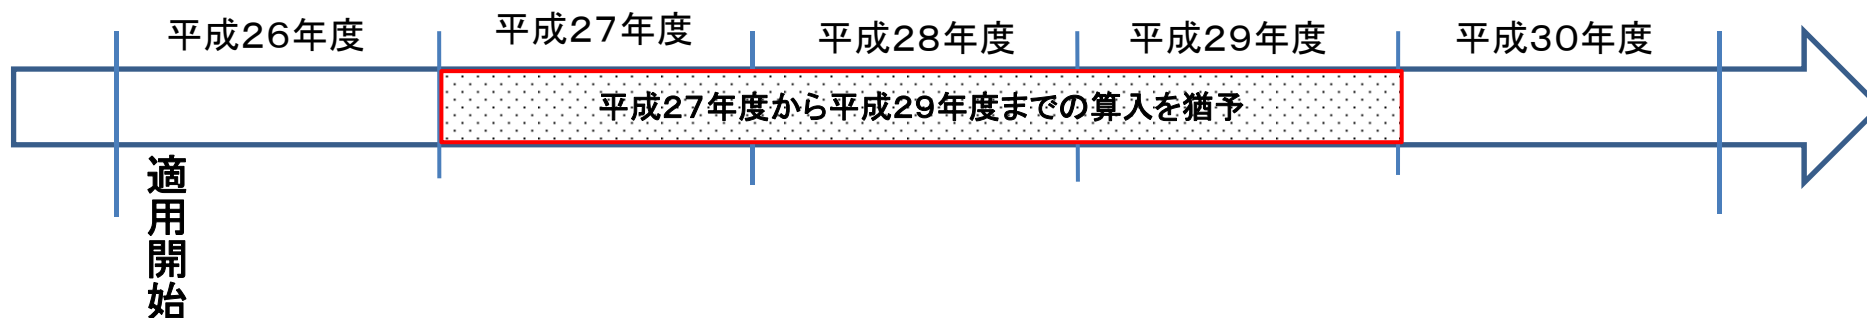 平成26年度
平成27年度
平成28年度
平成29年度
平成30年度
平成27年度から平成29年度までの算入を猶予
適用開始